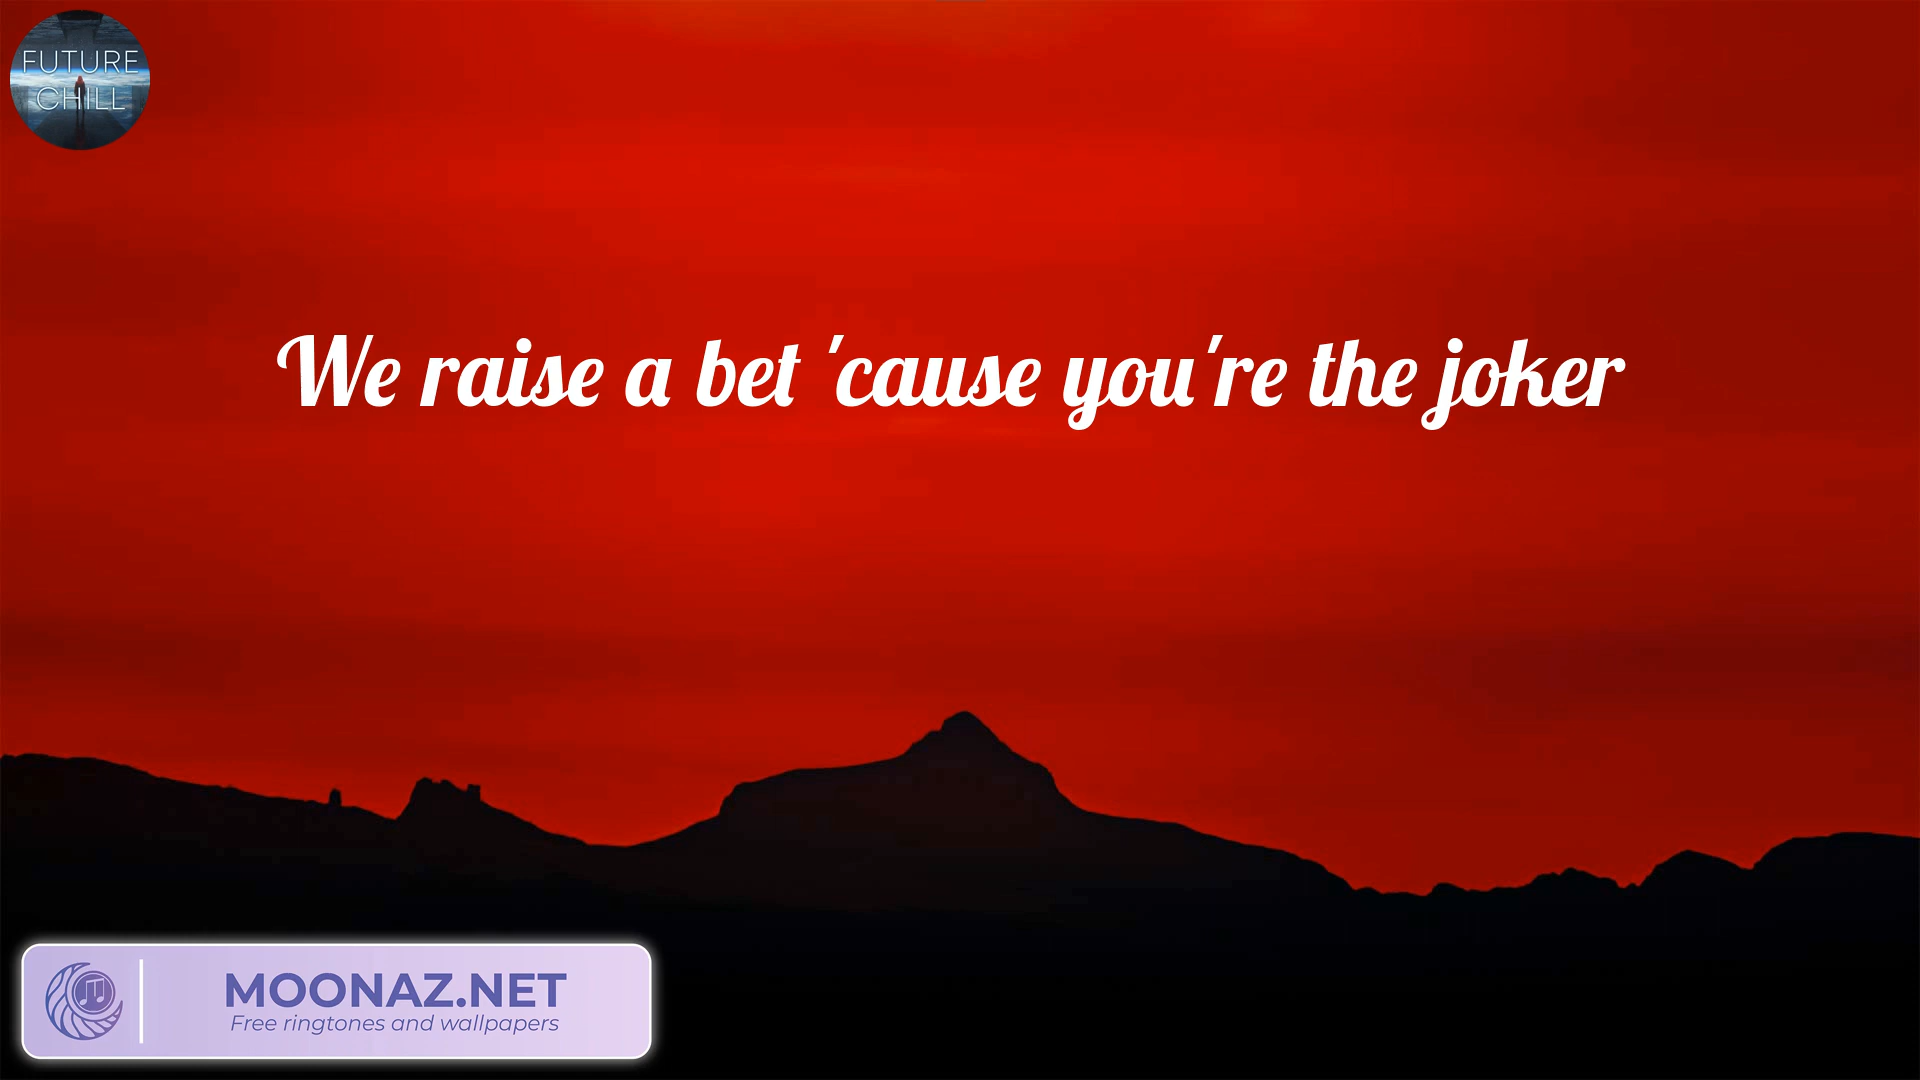 FUTURE
CHILL
We raise a bet 'cause you're the joker
MOONAZ.NET
Free ringtones and wallpapers